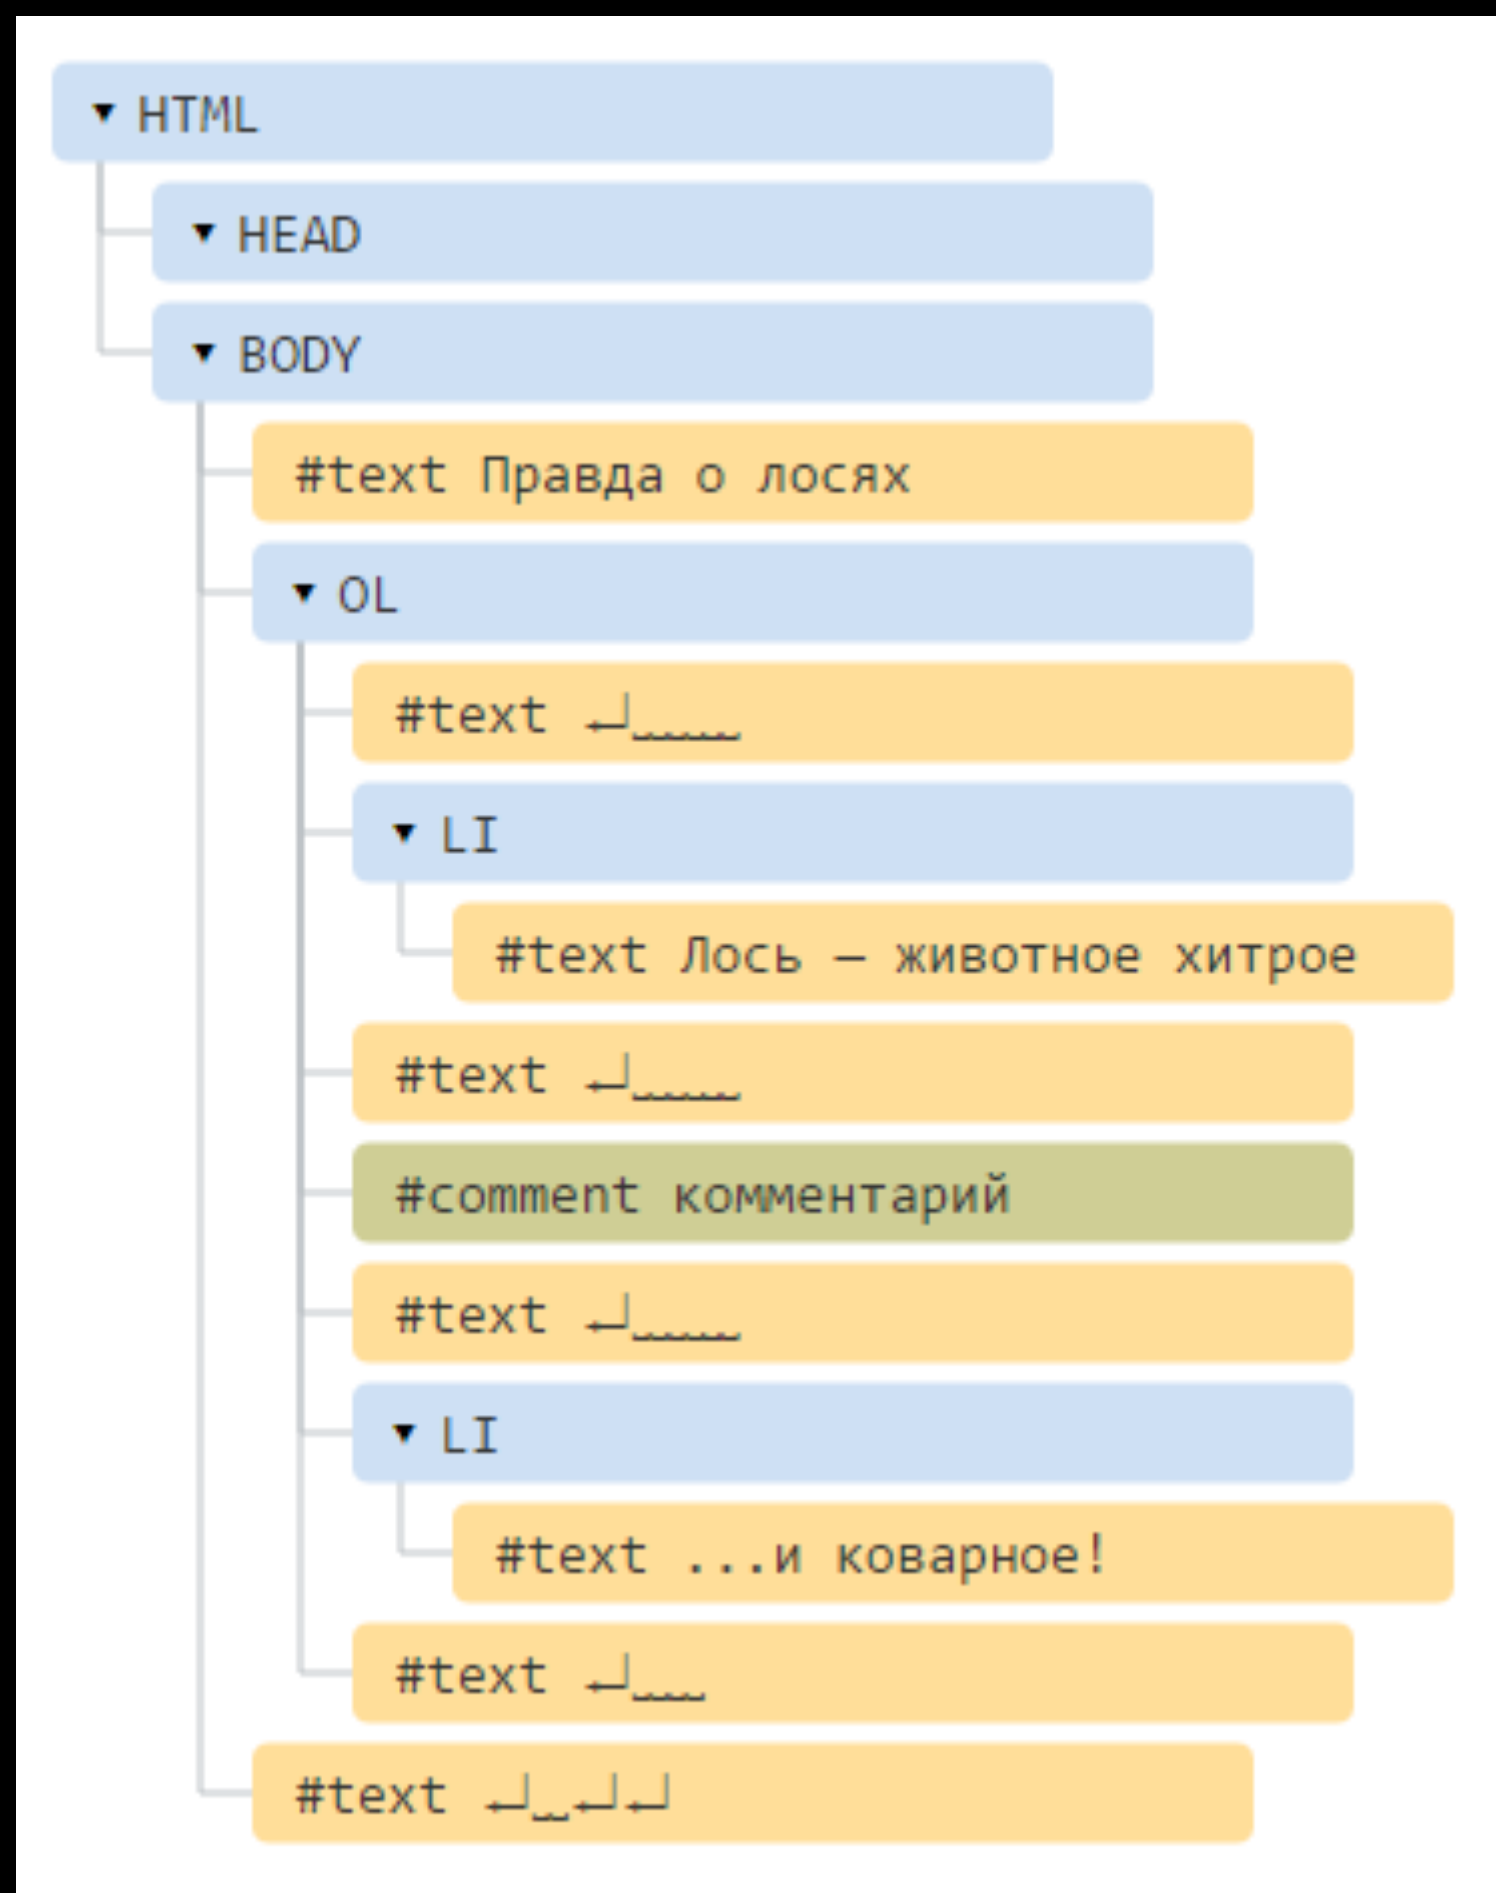 ▼ HTML
▼ HEAD
▼ BODY
#text Правда о лосях
▼ OL
#text ↵␣␣␣␣␣␣
▼ LI
#text Лось — животное хитрое
#text ↵␣␣␣␣␣␣
#comment комментарий
#text ↵␣␣␣␣␣␣
▼ LI
#text ...и коварное!
#text ↵␣␣␣␣
#text ↵␣␣↵↵